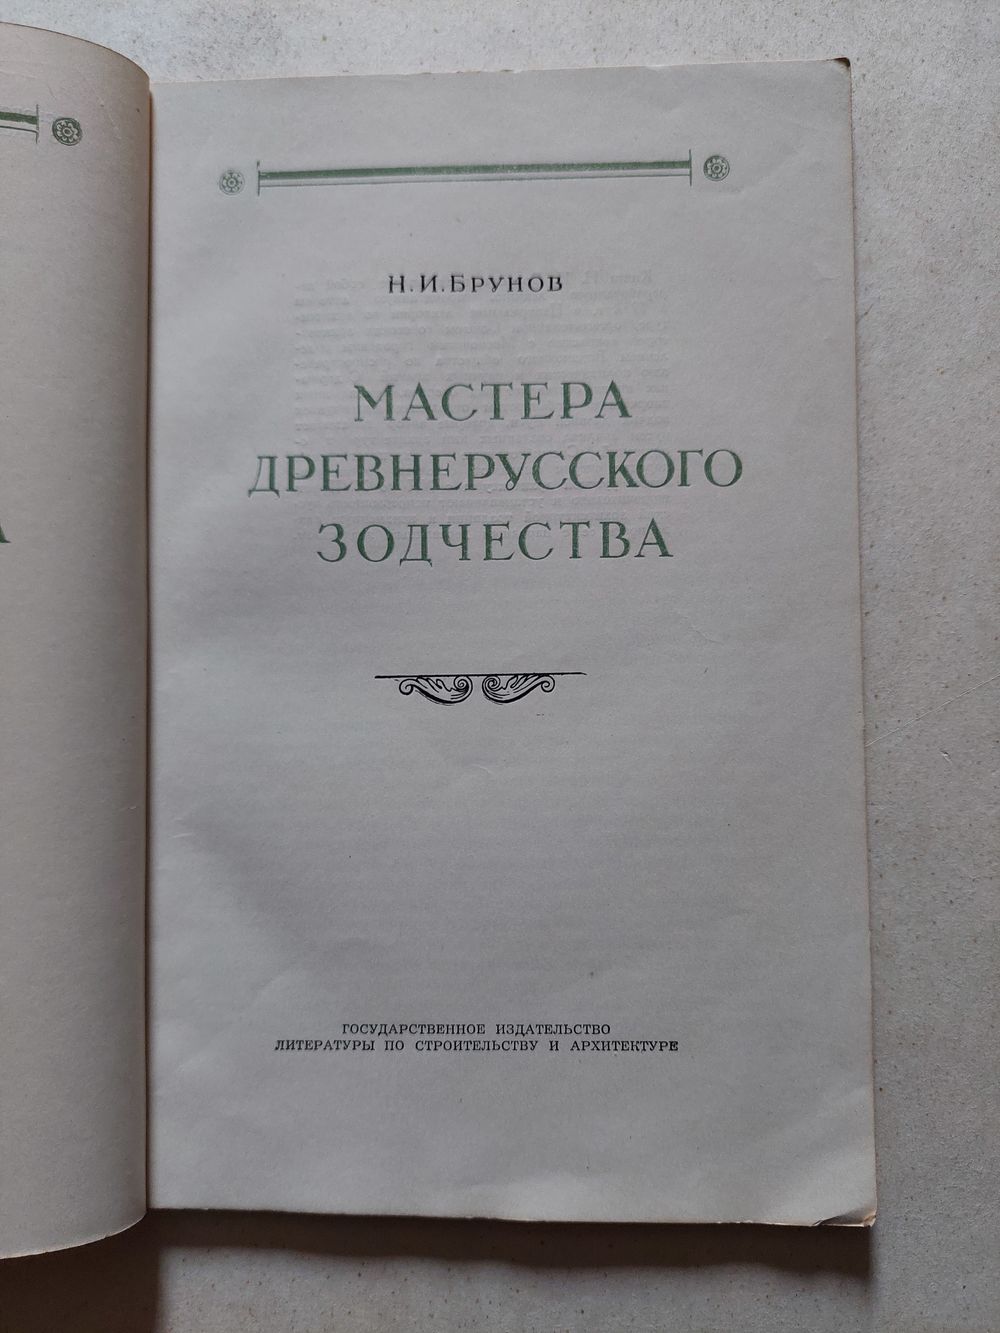 Н. И. БРУНОВ
МАСТЕРА
ДРЕВНЕРУССКОГО
ЗОДЧЕСТВА
ГОСУДАРСТВЕННОЕ ИЗДАТЕЛЬСТВО
ЛИТЕРАТУРЫ ПО СТРОИТЕЛЬСТВУ И АРХИТЕКТУРЕ